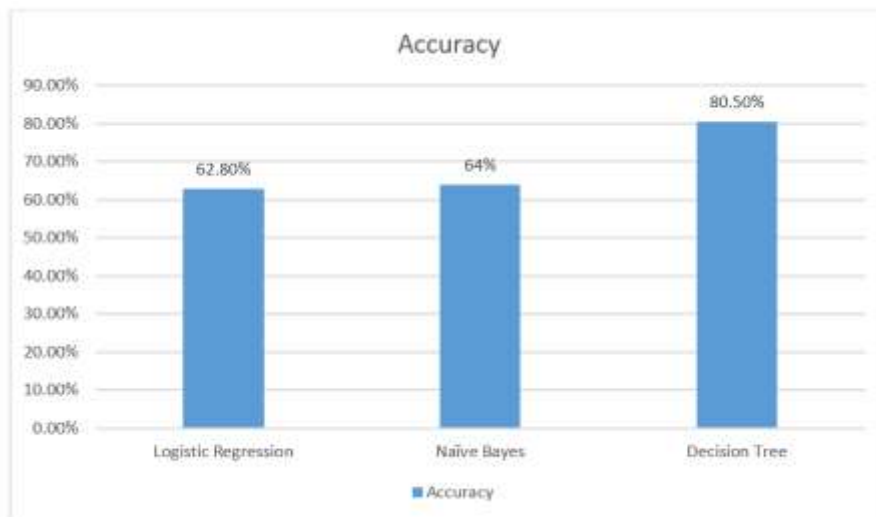 Accuracy
90.00%
80.00%
70.00%
60.00%
50.00%
40.00%
30.00%
20.00%
10.00%
0.00%
62.80%
64%
80.50%
Logistic Regression
Naïve Bayes
Decision Tree
Accuracy